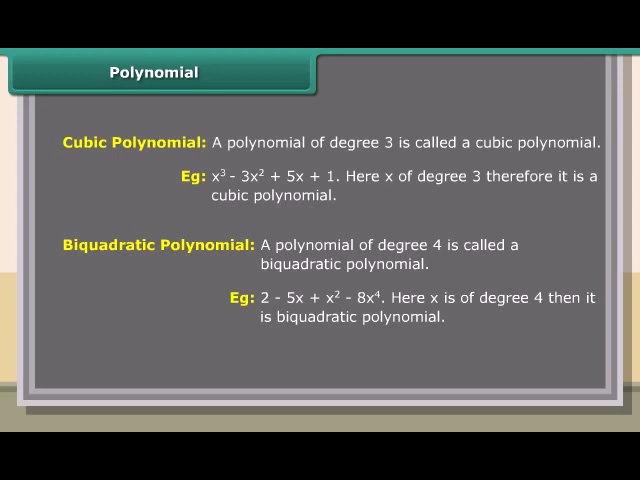 Polynomial
Cubic Polynomial: A polynomial of degree 3 is called a cubic polynomial.
Eg: x³ - 3x² + 5x + 1. Here x of degree 3 therefore it is a
cubic polynomial.
Biquadratic Polynomial: A polynomial of degree 4 is called a
biquadratic polynomial.
Eg: 2 - 5x + x² - 8x⁴. Here x is of degree 4 then it
is biquadratic polynomial.